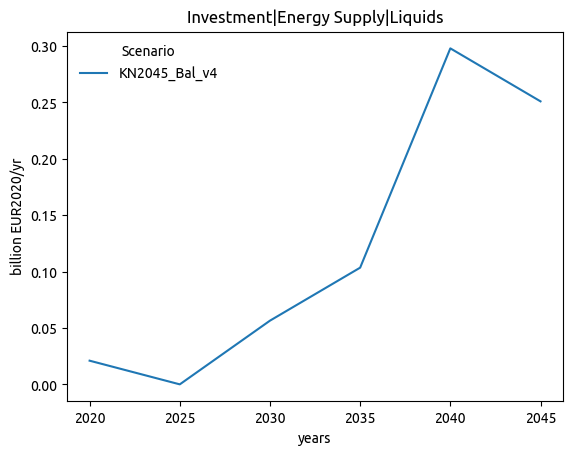 Investment|Energy Supply|Liquids
Scenario
KN2045_Bal_v4
billion EUR2020/yr
0.30
0.25
0.20
0.15
0.10
0.05
0.00
2020 2025 2030 2035 2040 2045
years